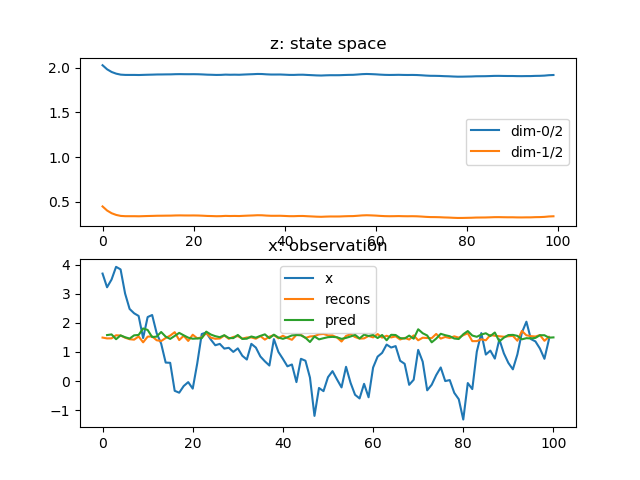 z: state space
2.0
1.5
1.0
0.5
dim-0/2
dim-1/2
0 20 40 60 80 100
x: observation
4
3
2
1
0
−1
x
recons
pred
0 20 40 60 80 100